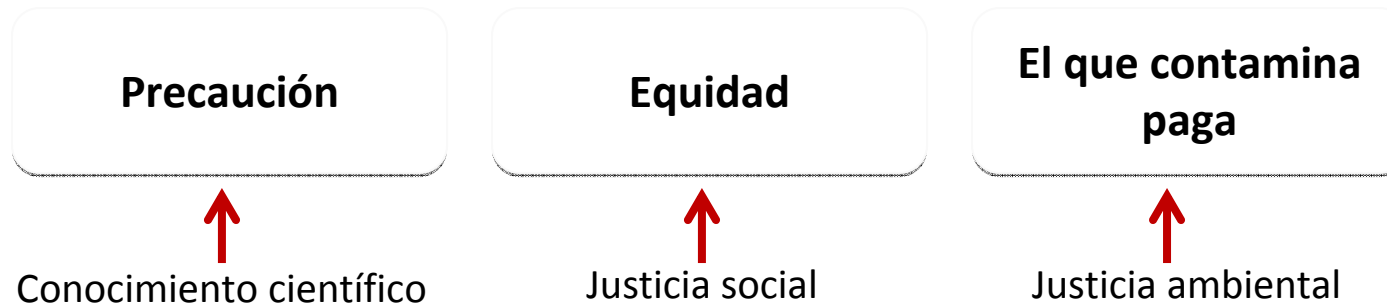 Precaución
Equidad
El que contamina
paga
Conocimiento científico
Justicia social
Justicia ambiental